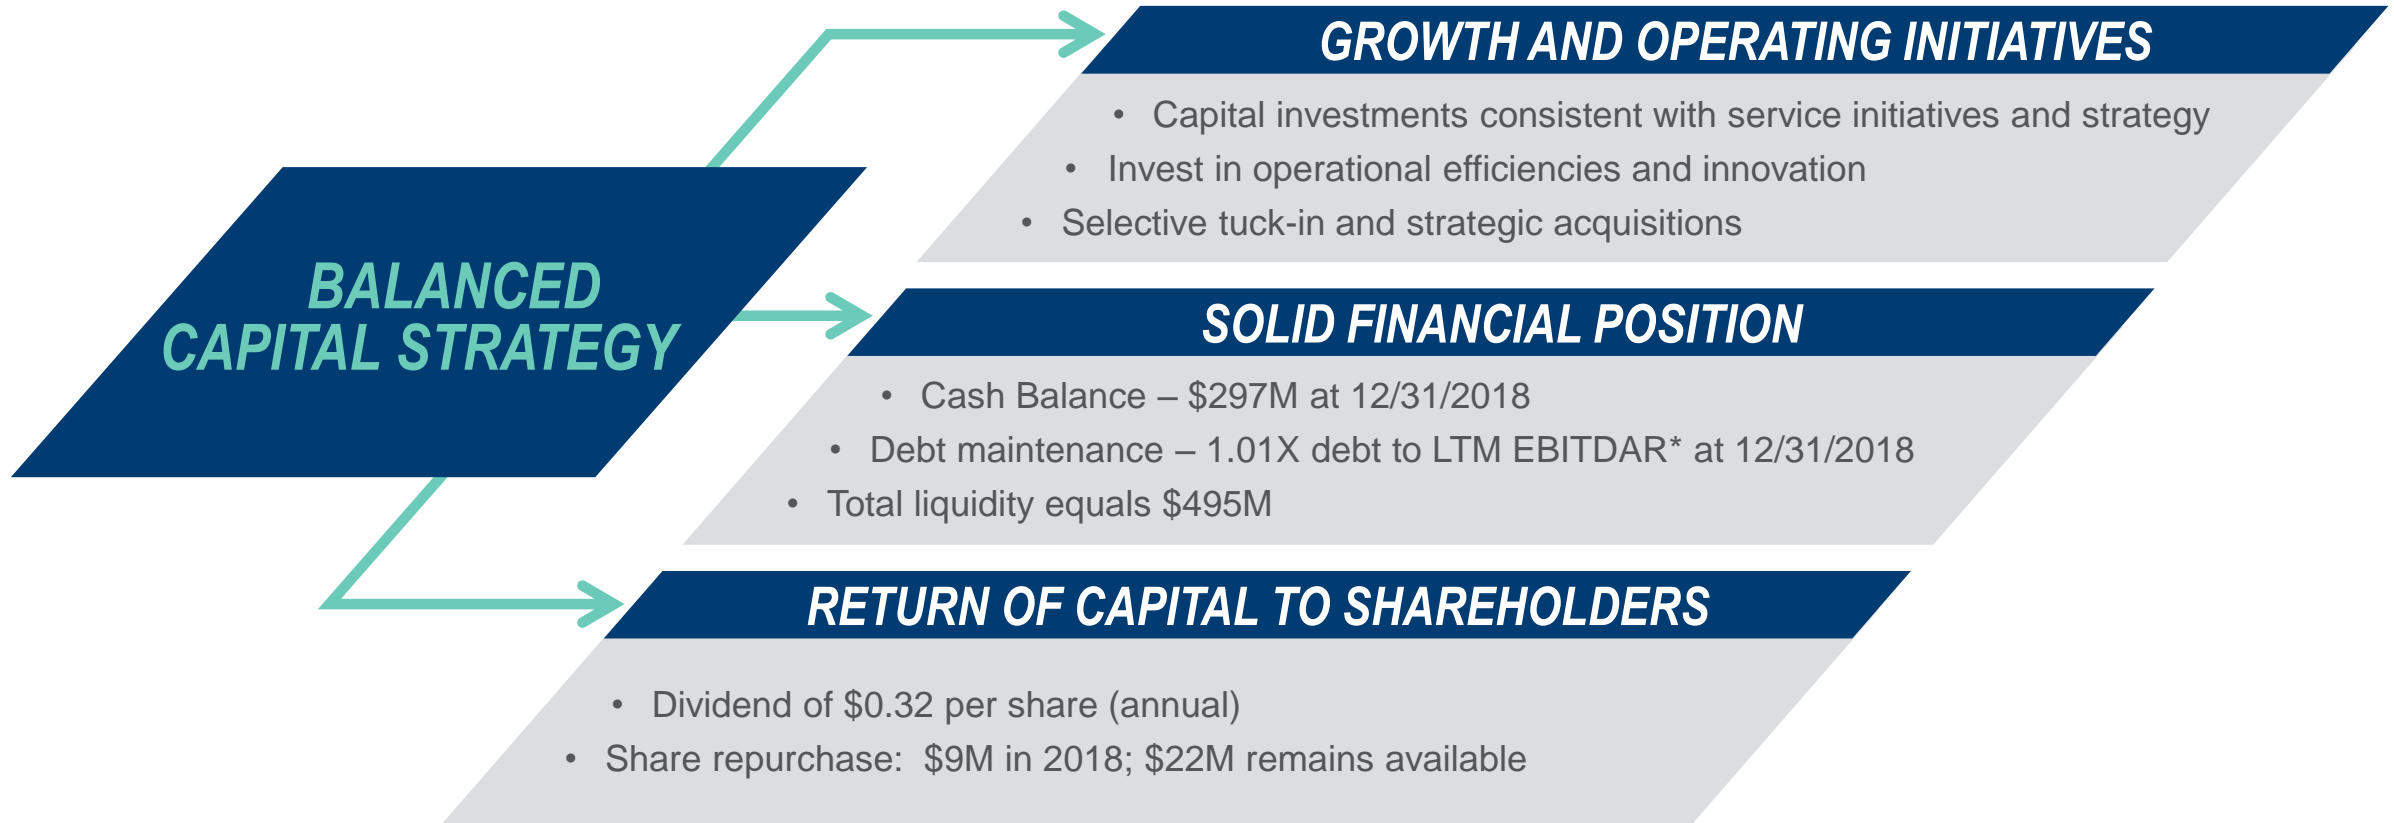 BALANCED
CAPITAL STRATEGY
GROWTH AND OPERATING INITIATIVES
• Capital investments consistent with service initiatives and strategy
• Invest in operational efficiencies and innovation
• Selective tuck-in and strategic acquisitions
SOLID FINANCIAL POSITION
• Cash Balance – $297M at 12/31/2018
• Debt maintenance – 1.01X debt to LTM EBITDAR* at 12/31/2018
• Total liquidity equals $495M
RETURN OF CAPITAL TO SHAREHOLDERS
• Dividend of $0.32 per share (annual)
• Share repurchase:  $9M in 2018; $22M remains available